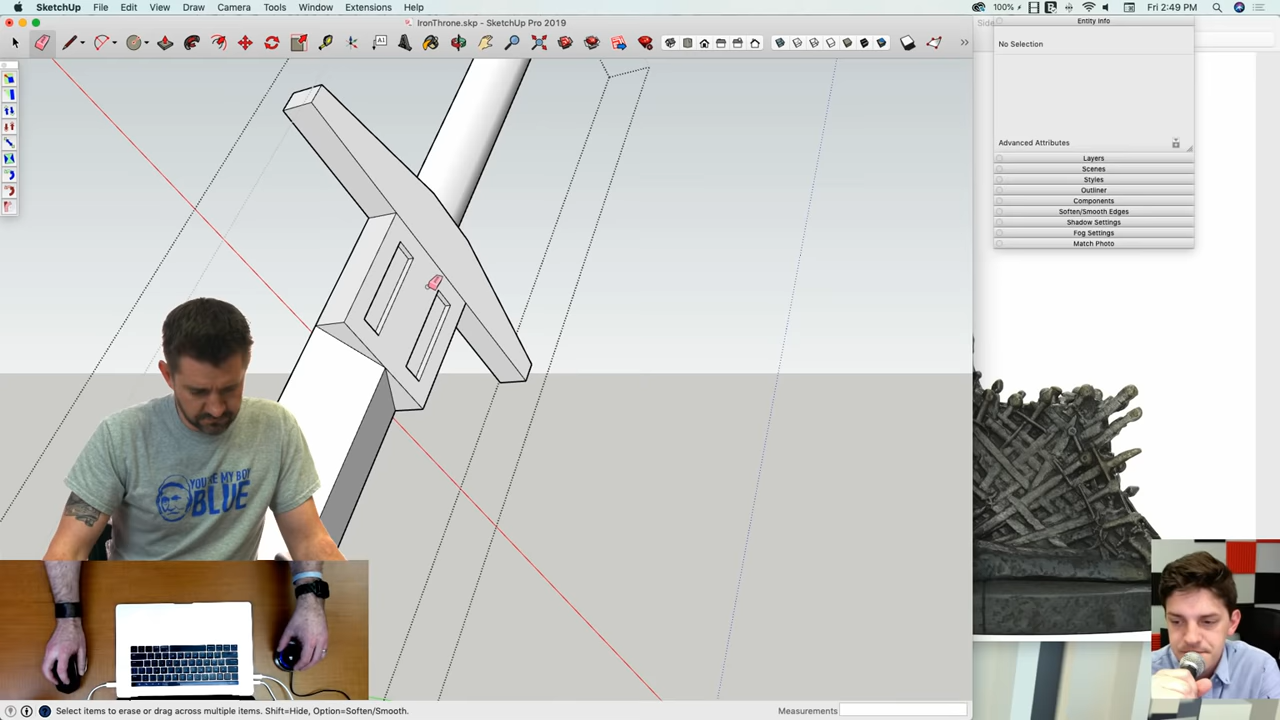 SketchUp File Edit View Draw Camera Tools Window Extensions Help
100% Fri 2:49 PM
IronThrone.skp - SketchUp Pro 2019
Side
Entity Info
No Selection
Advanced Attributes
Layers
Scenes
Styles
Outliner
Components
Soften/Smooth Edges
Shadow Settings
Fog Settings
Match Photo
YOU'RE MY BOY
BLUE
Select items to erase or drag across multiple items. Shift=Hide, Option=Soften/Smooth.
Measurements